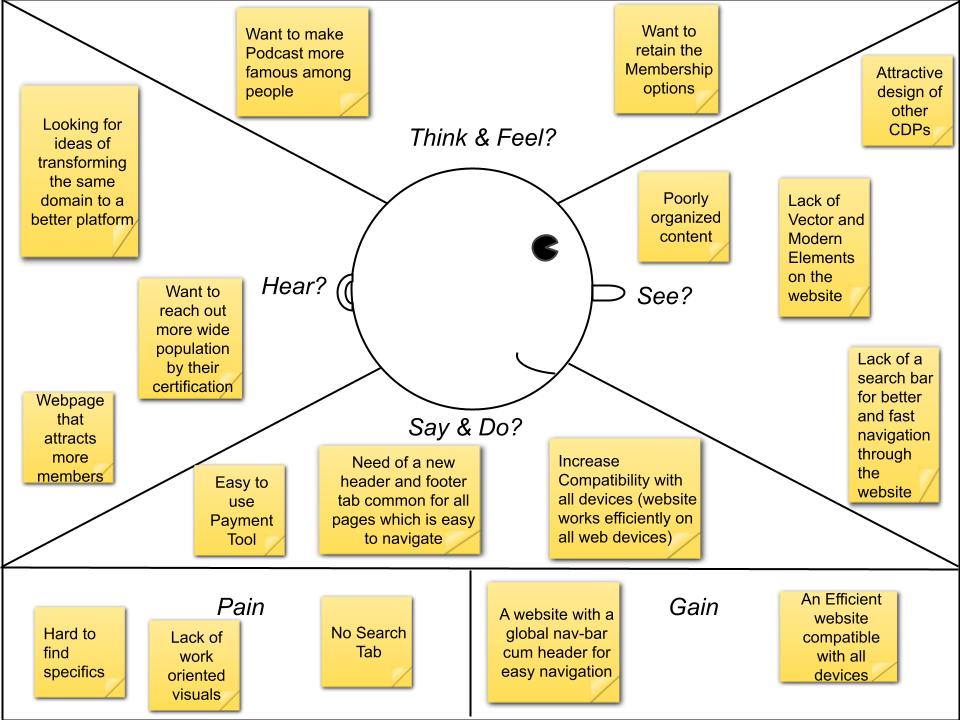 Want to make
Podcast more
famous among
people
Want to
retain the
Membership
options
Think & Feel?
Attractive
design of
other
CDPs
Looking for
ideas of
transforming
the same
domain to a
better platform
Poorly
organized
content
Lack of
Vector and
Modern
Elements
on the
website
Hear?
See?
Want to
reach out
more wide
population
by their
certification
Lack of a
search bar
for better
and fast
navigation
through
the
website
Webpage
that
attracts
more
members
Say & Do?
Easy to
use
Payment
Tool
Need of a new
header and footer
tab common for all
pages which is easy
to navigate
Increase
Compatibility with
all devices (website
works efficiently on
all web devices)
Pain
Hard to
find
specifics
Lack of
work
oriented
visuals
No Search
Tab
Gain
A website with a
global nav-bar
cum header for
easy navigation
An Efficient
website
compatible
with all
devices